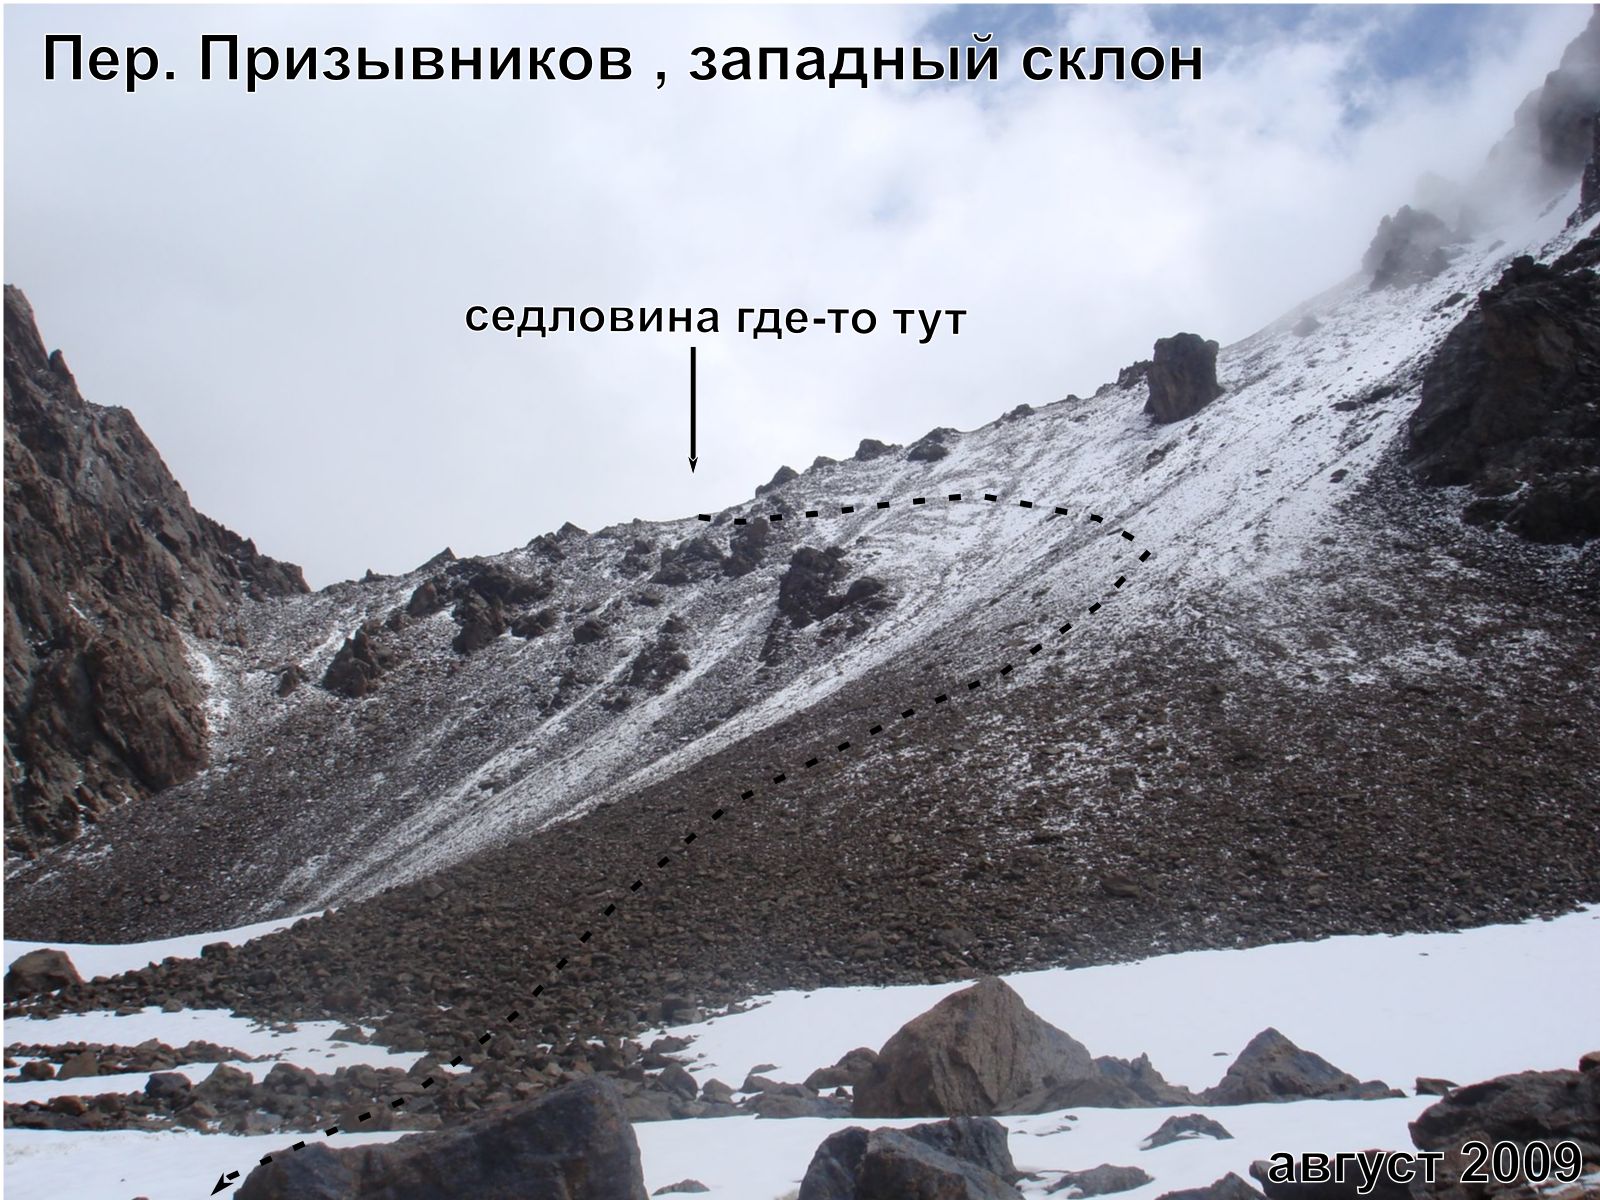 Пер. Призывников , западный склон
седловина где-то тут
август 2009